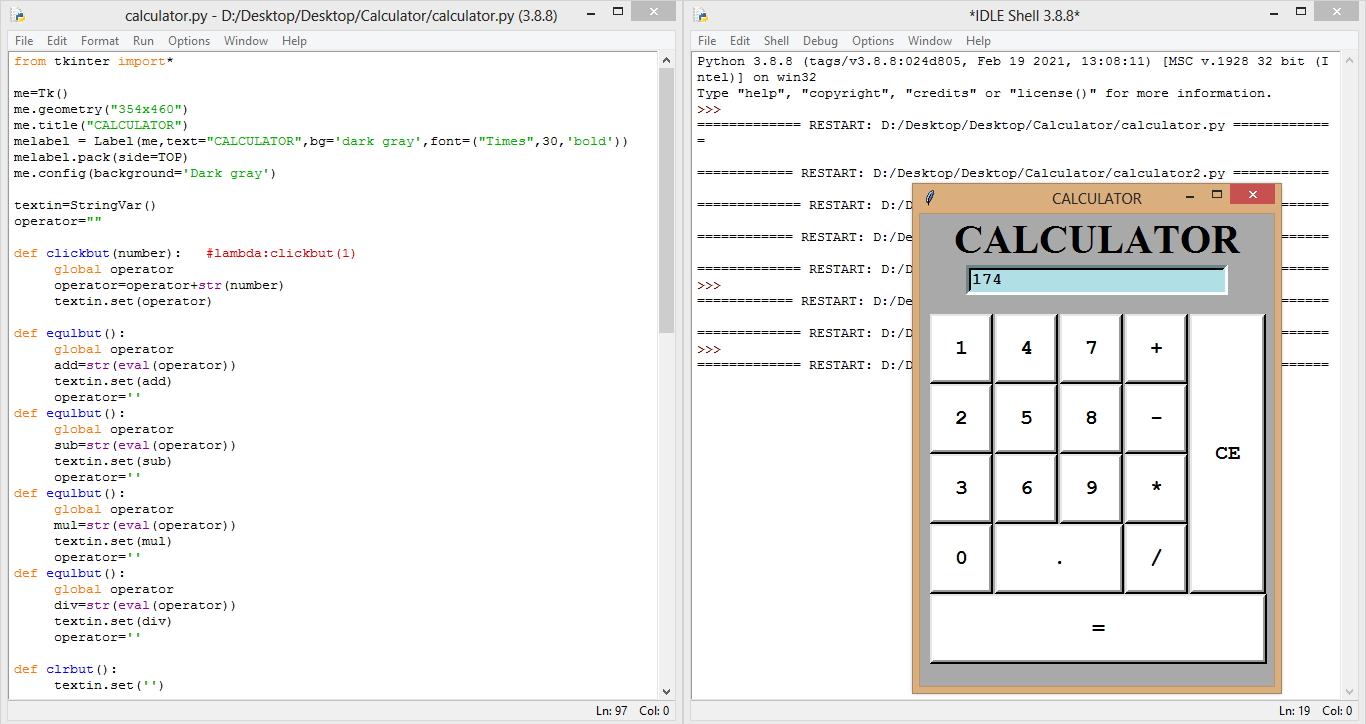 calculator.py - D:/Desktop/Desktop/Calculator/calculator.py (3.8.8)
File Edit Format Run Options Window Help
from tkinter import*
me=Tk()
me.geometry("354x460")
me.title("CALCULATOR")
melabel = Label(me,text="CALCULATOR",bg='dark gray',font=("Times",30,'bold'))
melabel.pack(side=TOP)
me.config(background='Dark gray')
textin=StringVar()
operator=""
def clickbut(number):   #lambda:clickbut(1)
     global operator
     operator=operator+str(number)
     textin.set(operator)
def equlbut():
     global operator
     add=str(eval(operator))
     textin.set(add)
     operator=''
def equlbut():
     global operator
     sub=str(eval(operator))
     textin.set(sub)
     operator=''
def equlbut():
     global operator
     mul=str(eval(operator))
     textin.set(mul)
     operator=''
def equlbut():
     global operator
     div=str(eval(operator))
     textin.set(div)
     operator=''
def clrbut():
     textin.set('')
Ln: 97 Col: 0
*IDLE Shell 3.8.8*
File Edit Shell Debug Options Window Help
Python 3.8.8 (tags/v3.8.8:024d805, Feb 19 2021, 13:08:11) [MSC v.1928 32 bit (I
ntel)] on win32
Type "help", "copyright", "credits" or "license()" for more information.
>>>
============= RESTART: D:/Desktop/Desktop/Calculator/calculator.py ============
=
============ RESTART: D:/Desktop/Desktop/Calculator/calculator2.py ============
============ RESTART: D:/D ======
============ RESTART: D:/De ======
============ RESTART: D:/D ======
>>>
============ RESTART: D:/De ======
============= RESTART: D:/D ======
>>>
============= RESTART: D:/D ======
CALCULATOR
CALCULATOR
174
1 4 7 +
2 5 8 -
CE
3 6 9 *
0 . /
=
Ln: 19 Col: 0